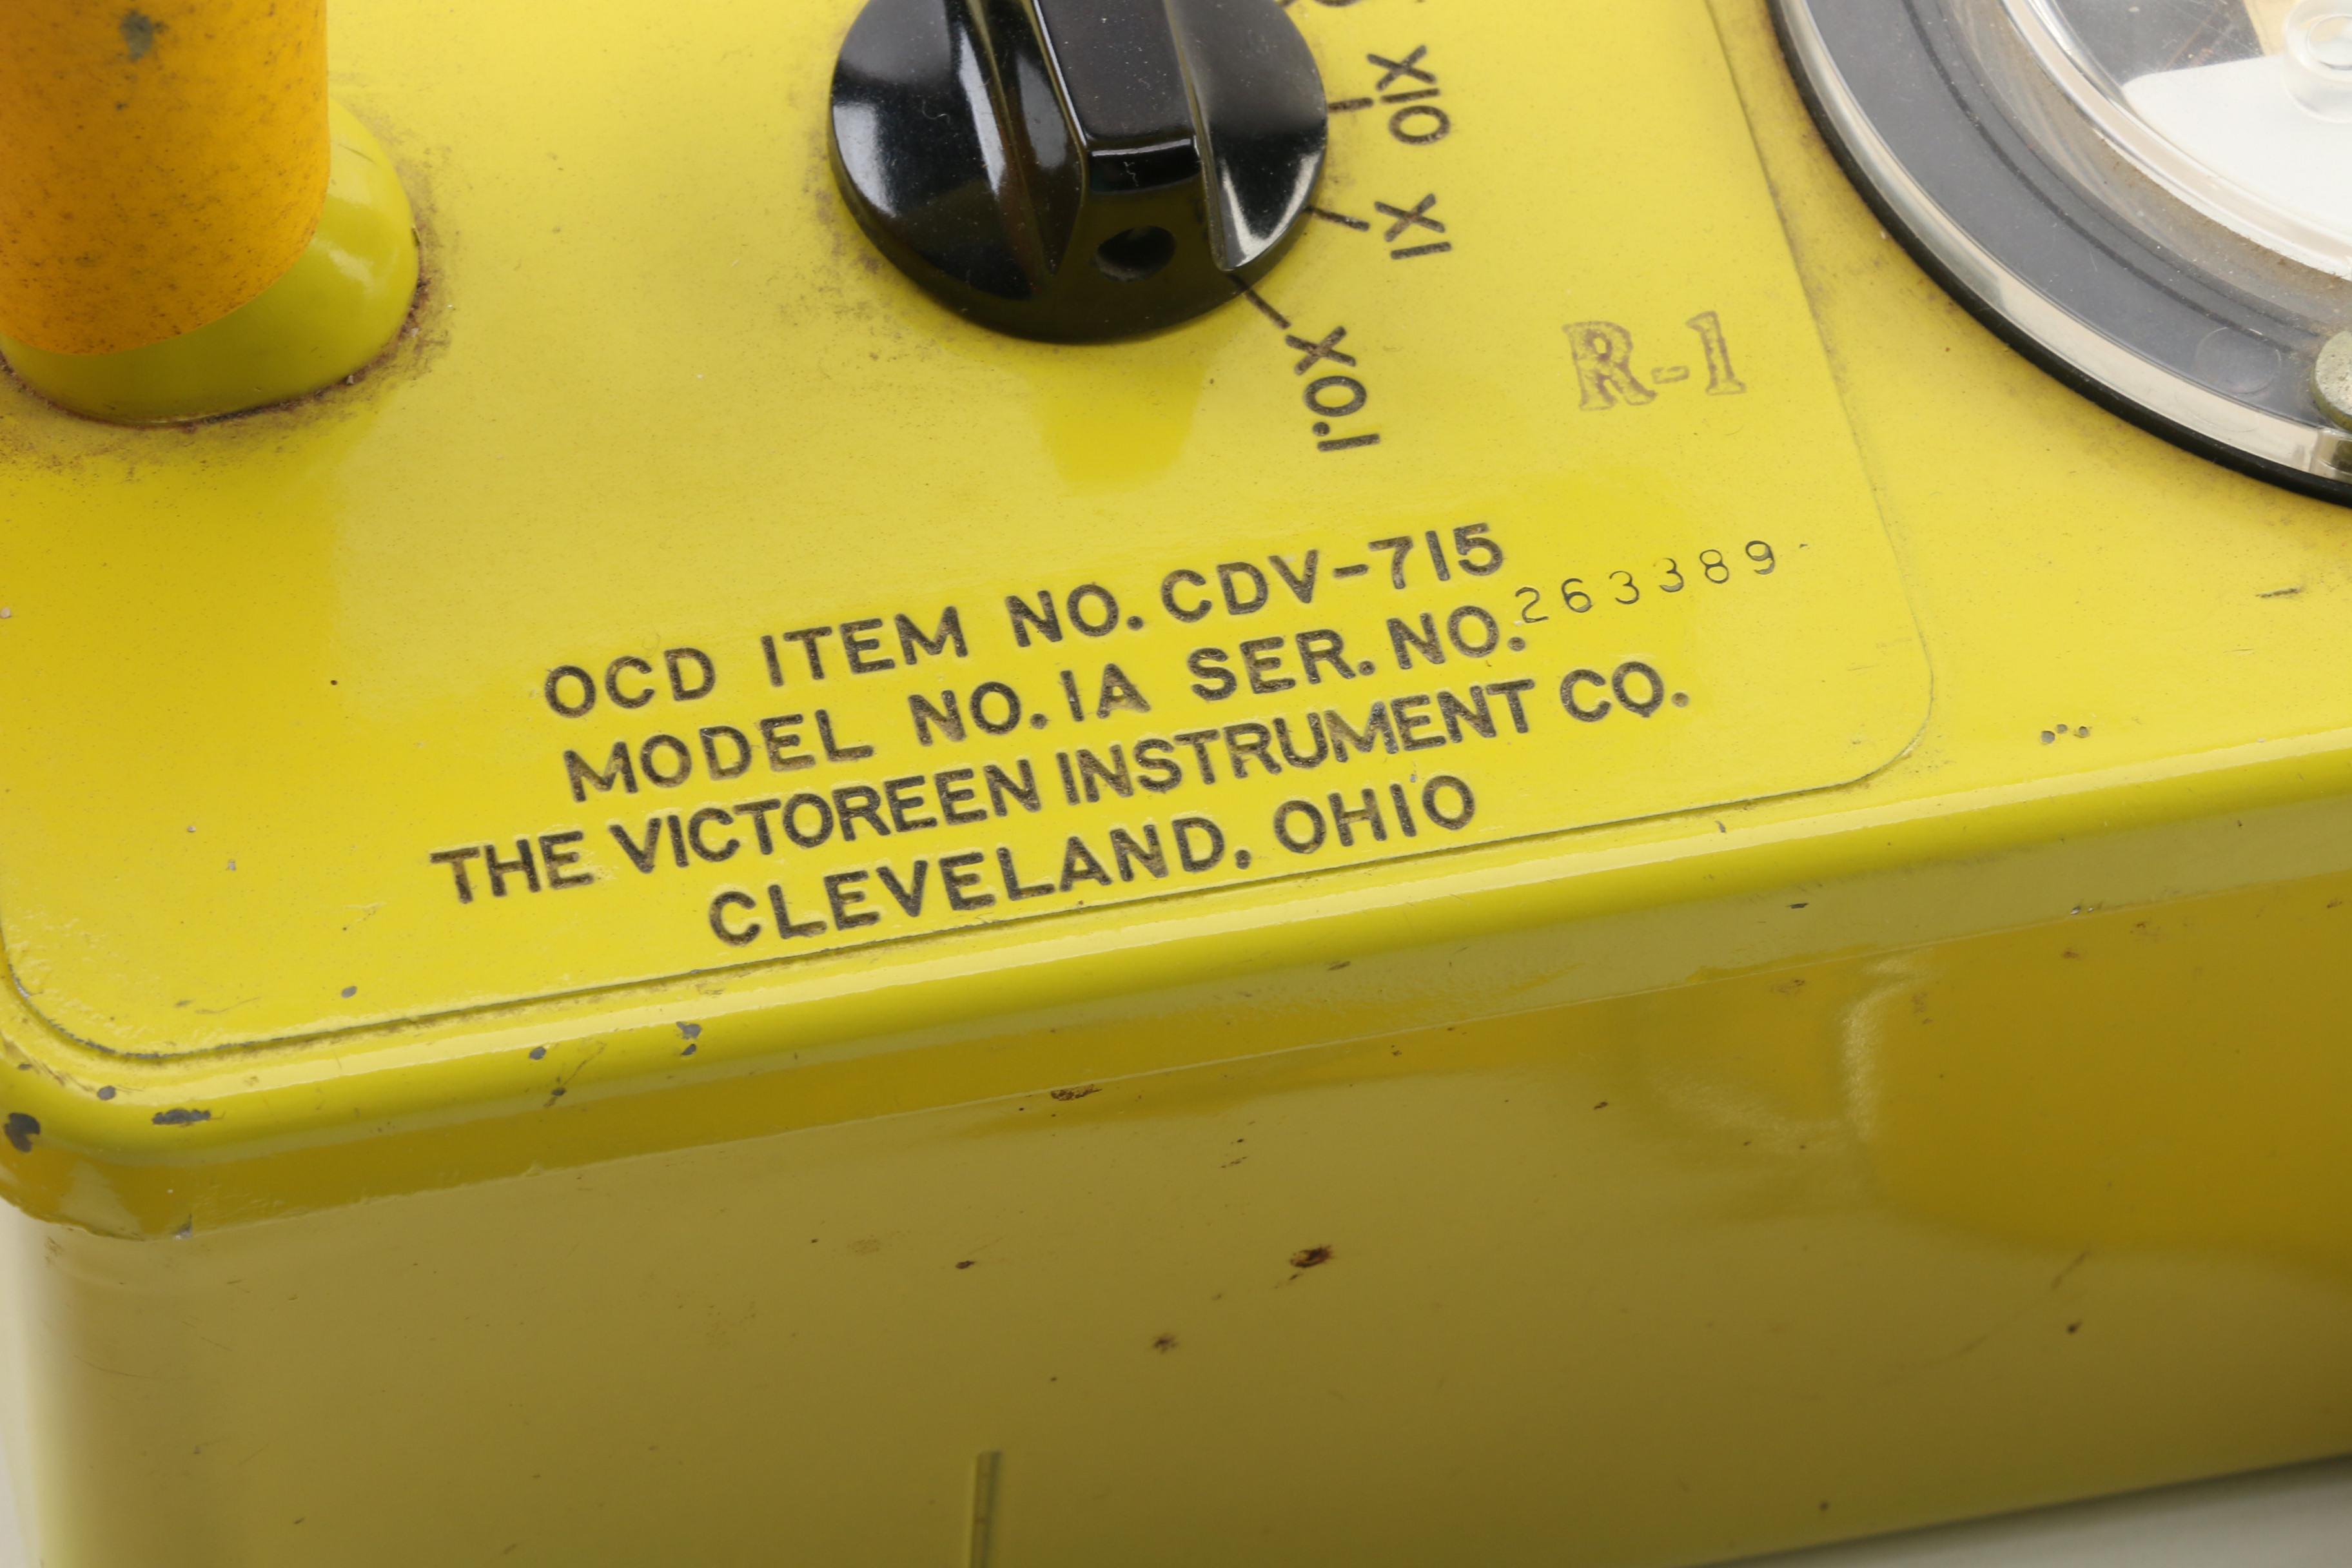 X10
X1
X0.1
R-1
OCD ITEM NO. CDV-715
MODEL NO. 1A SER. NO. 263389
THE VICTOREEN INSTRUMENT CO.
CLEVELAND, OHIO